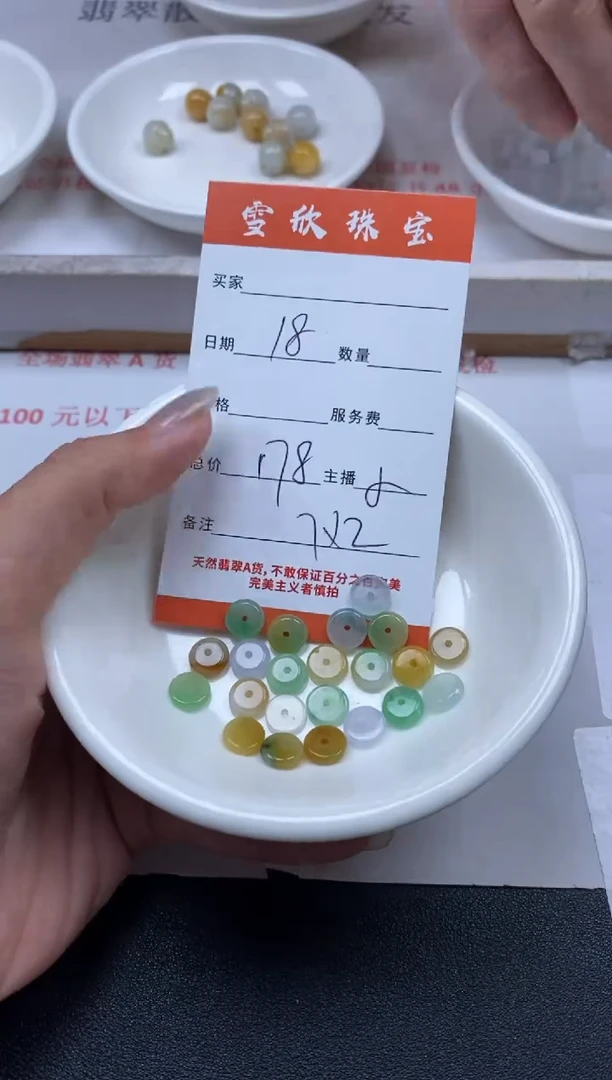 翡翠散
发
雪欣珠宝
买家
日期 18 数量
全场翡翠A货
检
100元以下
格 服务费
总价 178 主播
备注 7x2
天然翡翠A货，不敢保证百分之百完美
完美主义者慎拍